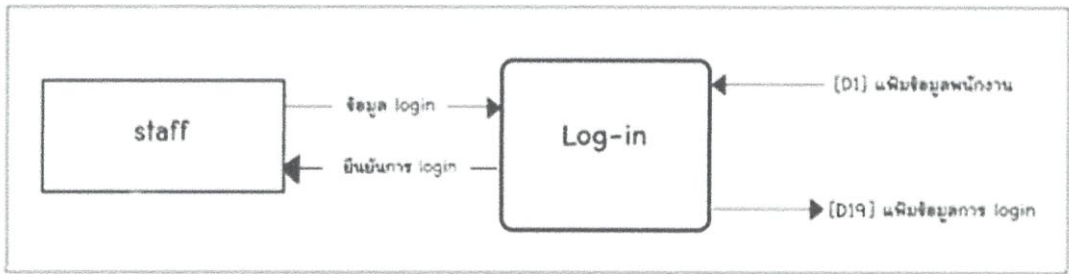 staff
ข้อมูล login
ยืนยันการ login
Log-in
[D1] แฟ้มข้อมูลพนักงาน
[D19] แฟ้มข้อมูลการ login